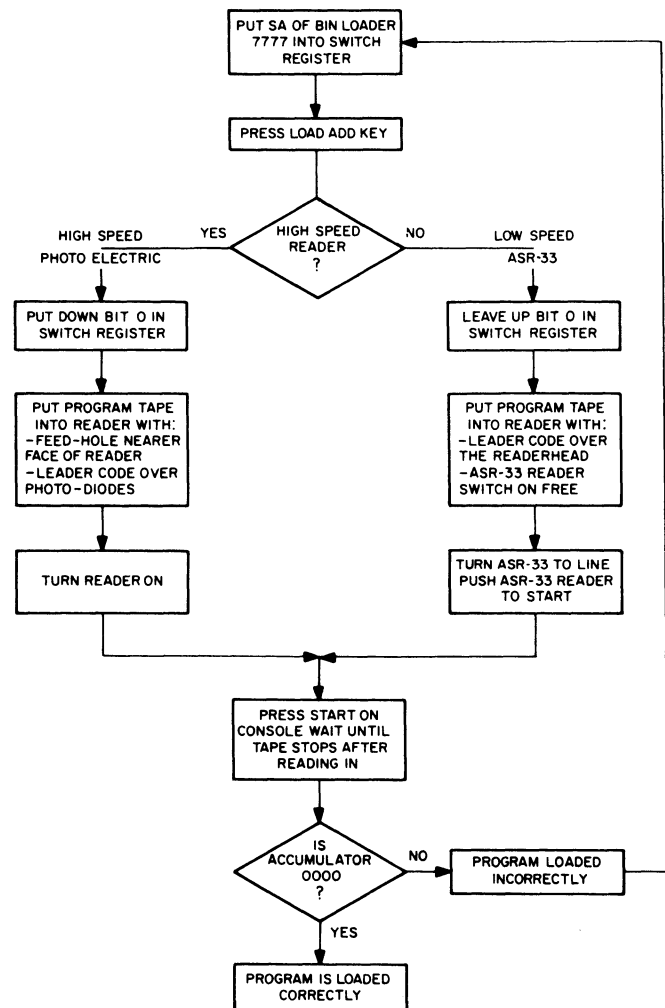 PUT SA OF BIN LOADER
7777 INTO SWITCH
REGISTER
PRESS LOAD ADD KEY
HIGH SPEED
READER
?
YES
NO
HIGH SPEED
PHOTO ELECTRIC
LOW SPEED
ASR-33
PUT DOWN BIT 0 IN
SWITCH REGISTER
LEAVE UP BIT 0 IN
SWITCH REGISTER
PUT PROGRAM TAPE
INTO READER WITH:
-FEED-HOLE NEARER
FACE OF READER
-LEADER CODE OVER
PHOTO-DIODES
PUT PROGRAM TAPE
INTO READER WITH:
-LEADER CODE OVER
THE READERHEAD
-ASR-33 READER
SWITCH ON FREE
TURN READER ON
TURN ASR-33 TO LINE
PUSH ASR-33 READER
TO START
PRESS START ON
CONSOLE WAIT UNTIL
TAPE STOPS AFTER
READING IN
IS
ACCUMULATOR
0000
?
NO
PROGRAM LOADED
INCORRECTLY
YES
PROGRAM IS LOADED
CORRECTLY